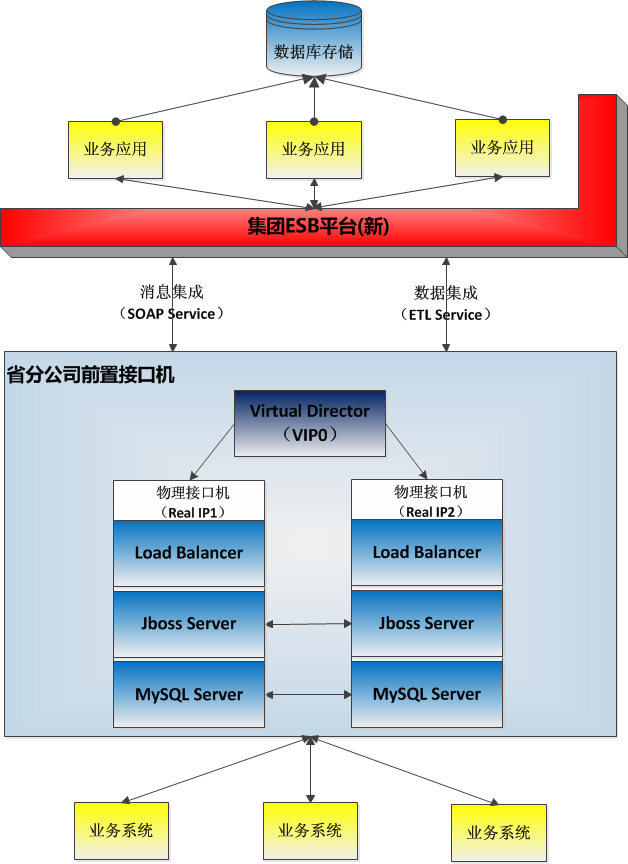 数据库存储
业务应用
业务应用
业务应用
集团ESB平台(新)
消息集成
（SOAP Service）
数据集成
（ETL Service）
省分公司前置接口机
Virtual Director
（VIP0）
物理接口机
（Real IP1）
物理接口机
（Real IP2）
Load Balancer
Load Balancer
Jboss Server
Jboss Server
MySQL Server
MySQL Server
业务系统
业务系统
业务系统